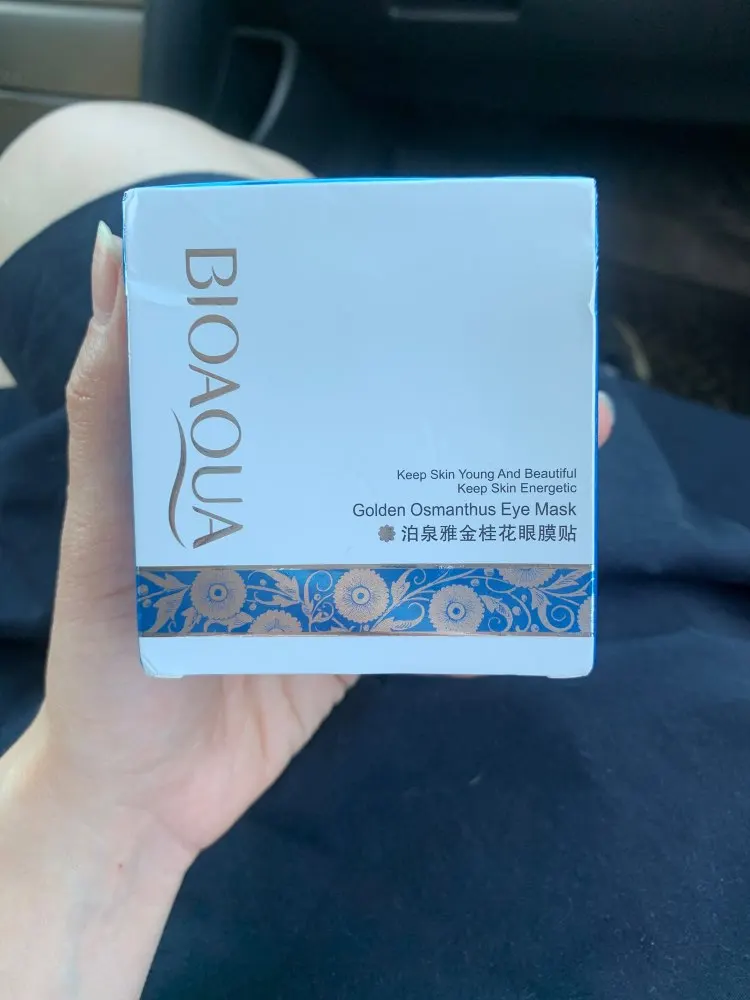 BIOAQUA
Keep Skin Young And Beautiful
Keep Skin Energetic
Golden Osmanthus Eye Mask
泊泉雅金桂花眼膜贴